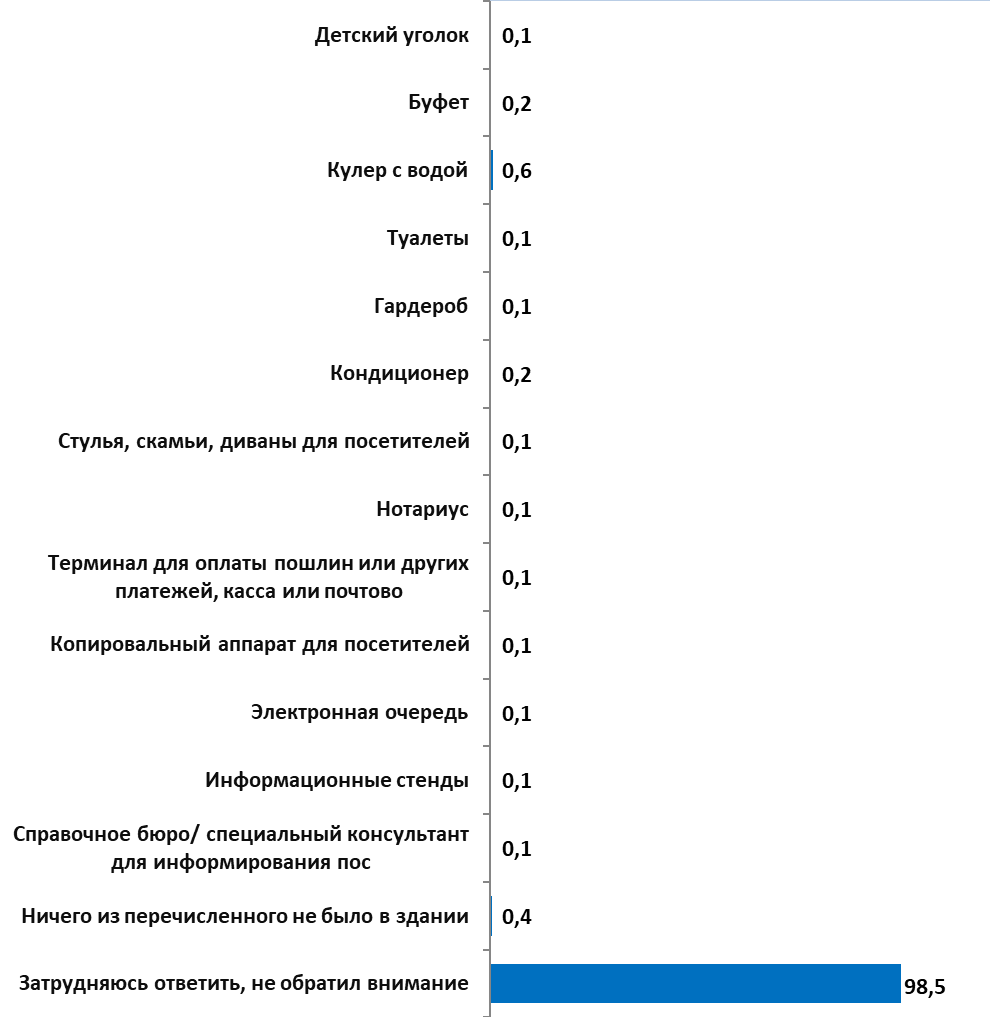 Детский уголок 0,1
Буфет 0,2
Кулер с водой 0,6
Туалеты 0,1
Гардероб 0,1
Кондиционер 0,2
Стулья, скамьи, диваны для посетителей 0,1
Нотариус 0,1
Терминал для оплаты пошлин или других
платежей, касса или почтово 0,1
Копировальный аппарат для посетителей 0,1
Электронная очередь 0,1
Информационные стенды 0,1
Справочное бюро/ специальный консультант
для информирования пос 0,1
Ничего из перечисленного не было в здании 0,4
Затрудняюсь ответить, не обратил внимание 98,5